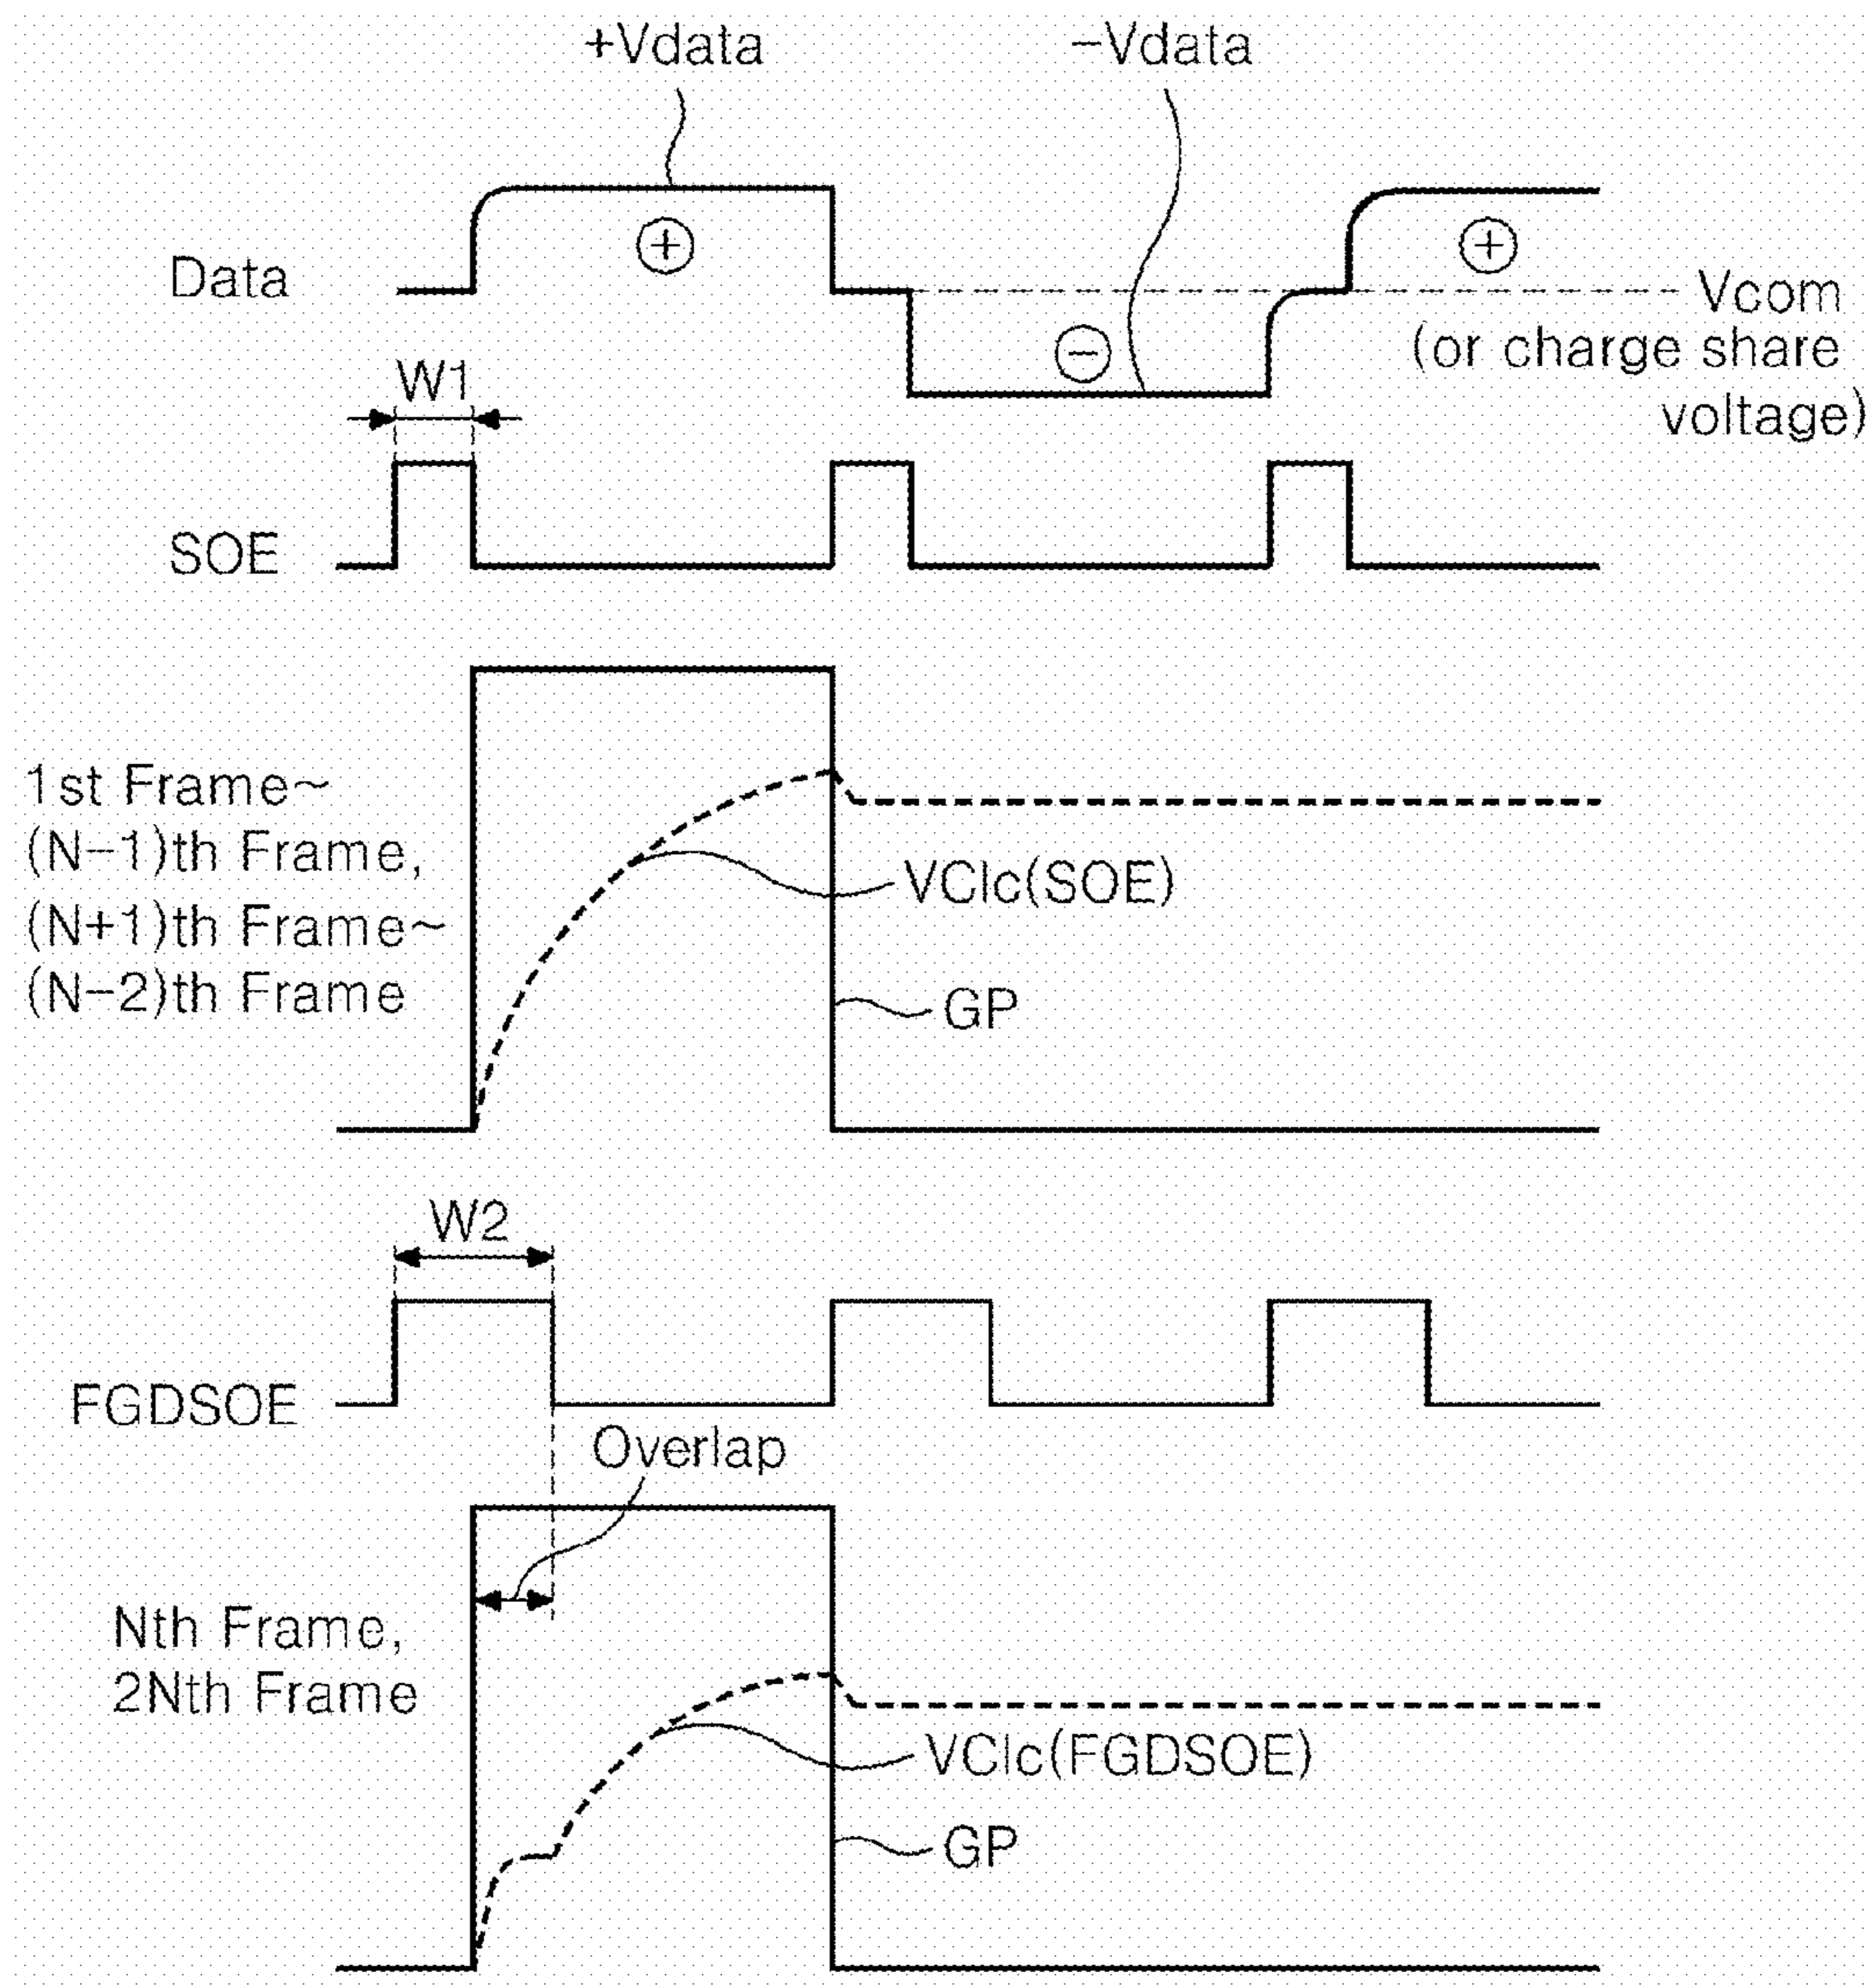 +Vdata
−Vdata
+
+
Data
Vcom
(or charge share
voltage)
−
W1
SOE
1st Frame~
(N−1)th Frame,
(N+1)th Frame~
(N−2)th Frame
VClc(SOE)
GP
W2
FGDSOE
Overlap
Nth Frame,
2Nth Frame
VClc(FGDSOE)
GP